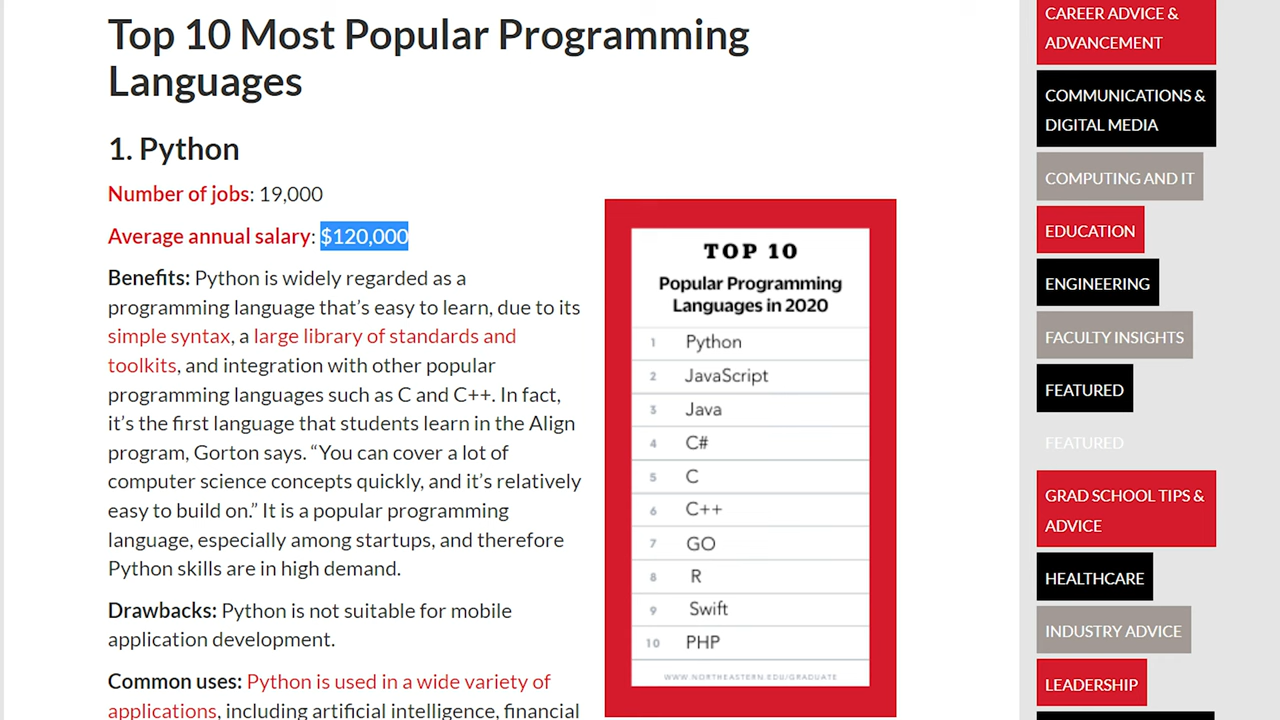 Top 10 Most Popular Programming
Languages
1. Python
Number of jobs: 19,000
Average annual salary: $120,000
Benefits: Python is widely regarded as a
programming language that’s easy to learn, due to its
simple syntax, a large library of standards and
toolkits, and integration with other popular
programming languages such as C and C++. In fact,
it’s the first language that students learn in the Align
program, Gorton says. “You can cover a lot of
computer science concepts quickly, and it’s relatively
easy to build on.” It is a popular programming
language, especially among startups, and therefore
Python skills are in high demand.
Drawbacks: Python is not suitable for mobile
application development.
Common uses: Python is used in a wide variety of
applications, including artificial intelligence, financial
TOP 10
Popular Programming
Languages in 2020
1 Python
2 JavaScript
3 Java
4 C#
5 C
6 C++
7 GO
8 R
9 Swift
10 PHP
WWW.NORTHEASTERN.EDU/GRADUATE
CAREER ADVICE &
ADVANCEMENT
COMMUNICATIONS &
DIGITAL MEDIA
COMPUTING AND IT
EDUCATION
ENGINEERING
FACULTY INSIGHTS
FEATURED
FEATURED
GRAD SCHOOL TIPS &
ADVICE
HEALTHCARE
INDUSTRY ADVICE
LEADERSHIP